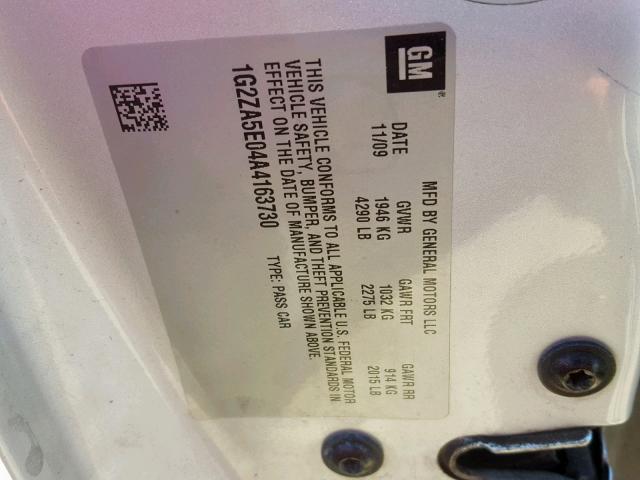 GM
®
MFD BY GENERAL MOTORS LLC
DATE GVWR GAWR FRT GAWR RR
11/09 1946 KG 1032 KG 914 KG
4290 LB 2275 LB 2015 LB
THIS VEHICLE CONFORMS TO ALL APPLICABLE U.S. FEDERAL MOTOR
VEHICLE SAFETY, BUMPER, AND THEFT PREVENTION STANDARDS IN
EFFECT ON THE DATE OF MANUFACTURE SHOWN ABOVE.
1G2ZA5E04A4163730 TYPE: PASS CAR